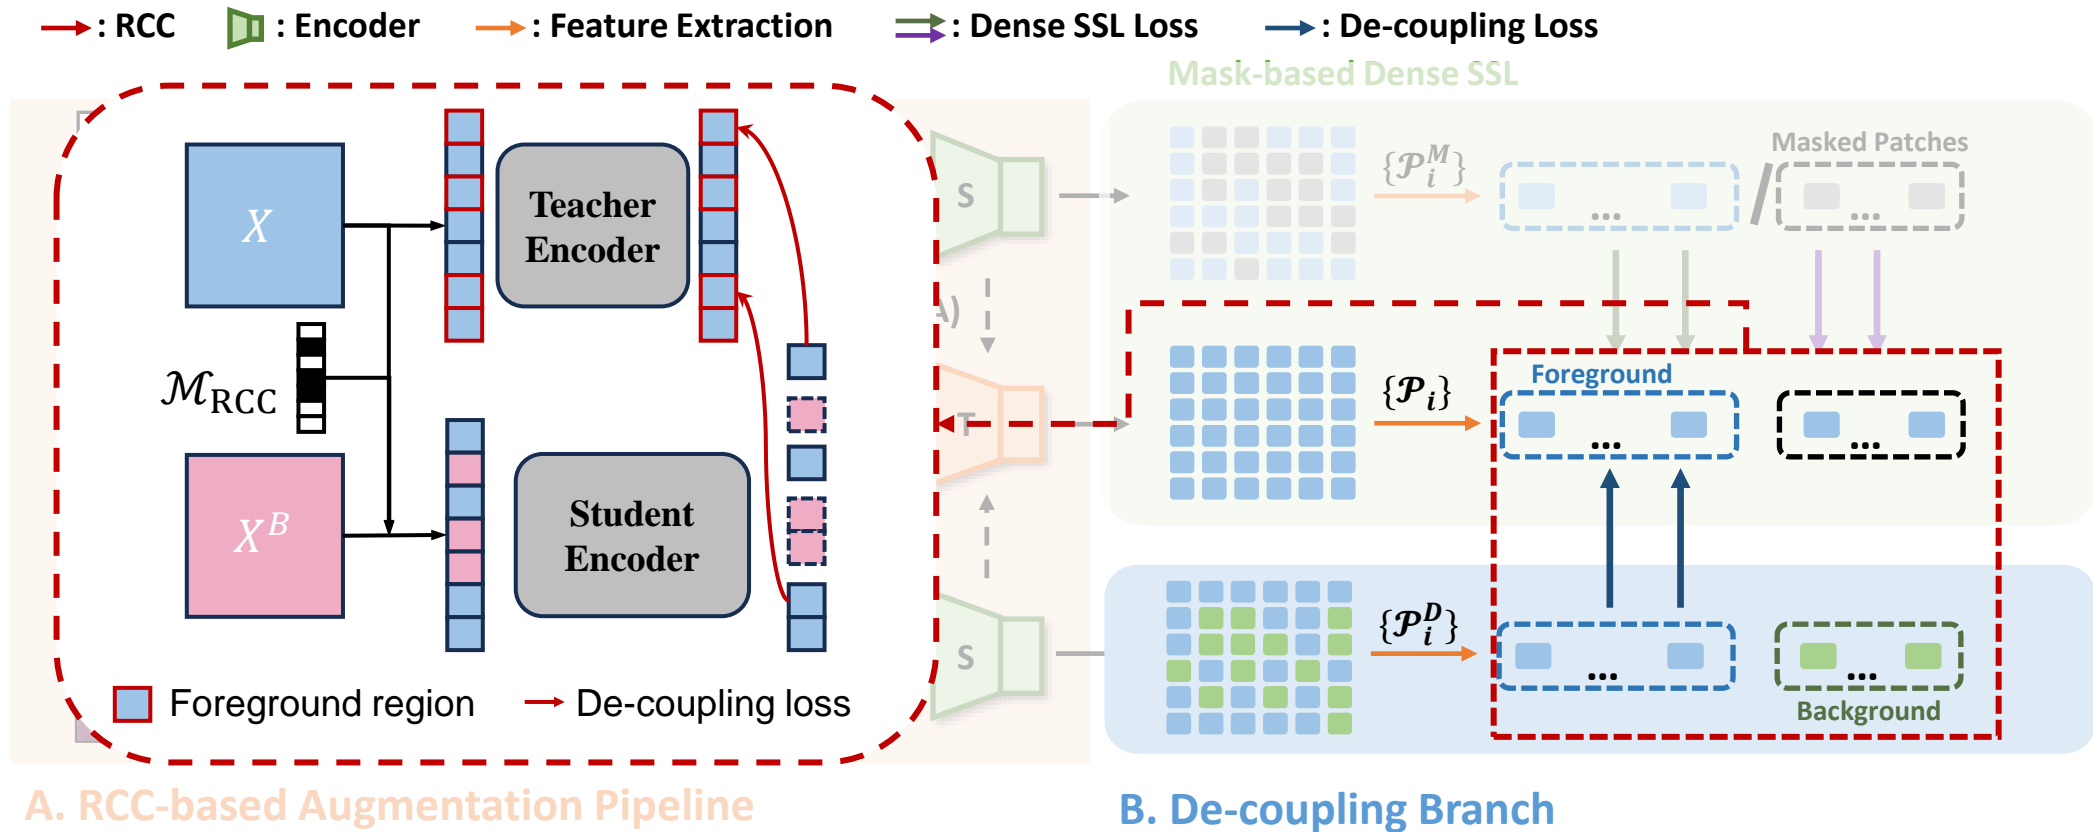 : RCC : Encoder : Feature Extraction : Dense SSL Loss : De-coupling Loss
Mask-based Dense SSL
X
Teacher
Encoder
S
{𝓟ᵢᴹ}
...
Masked Patches
...
A)
ℳRCC
T
{𝓟ᵢ}
Foreground
...
...
Xᴮ
Student
Encoder
S
{𝓟ᵢᴰ}
...
...
Background
Foreground region
De-coupling loss
A. RCC-based Augmentation Pipeline
B. De-coupling Branch